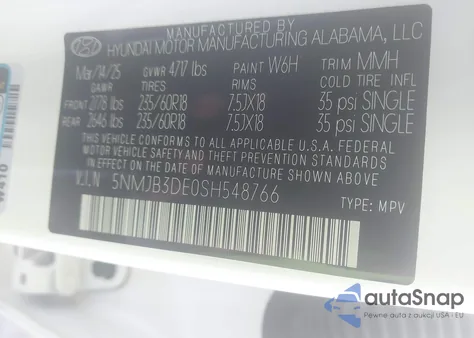 MANUFACTURED BY
HYUNDAI MOTOR MANUFACTURING ALABAMA, LLC
Mar/14/25 GVWR 4717 lbs PAINT W6H TRIM MMH
GAWR TIRES RIMS COLD TIRE INFL
FRONT 2778 lbs 235/60R18 7.5JX18 35 psi SINGLE
REAR 2646 lbs 235/60R18 7.5JX18 35 psi SINGLE
THIS VEHICLE CONFORMS TO ALL APPLICABLE U.S.A. FEDERAL
MOTOR VEHICLE SAFETY AND THEFT PREVENTION STANDARDS
IN EFFECT ON THE DATE OF MANUFACTURE SHOWN ABOVE.
V.I.N 5NMJB3DE0SH548766
TYPE: MPV
W410
autaSnap
Pewne auta z aukcji USA i EU